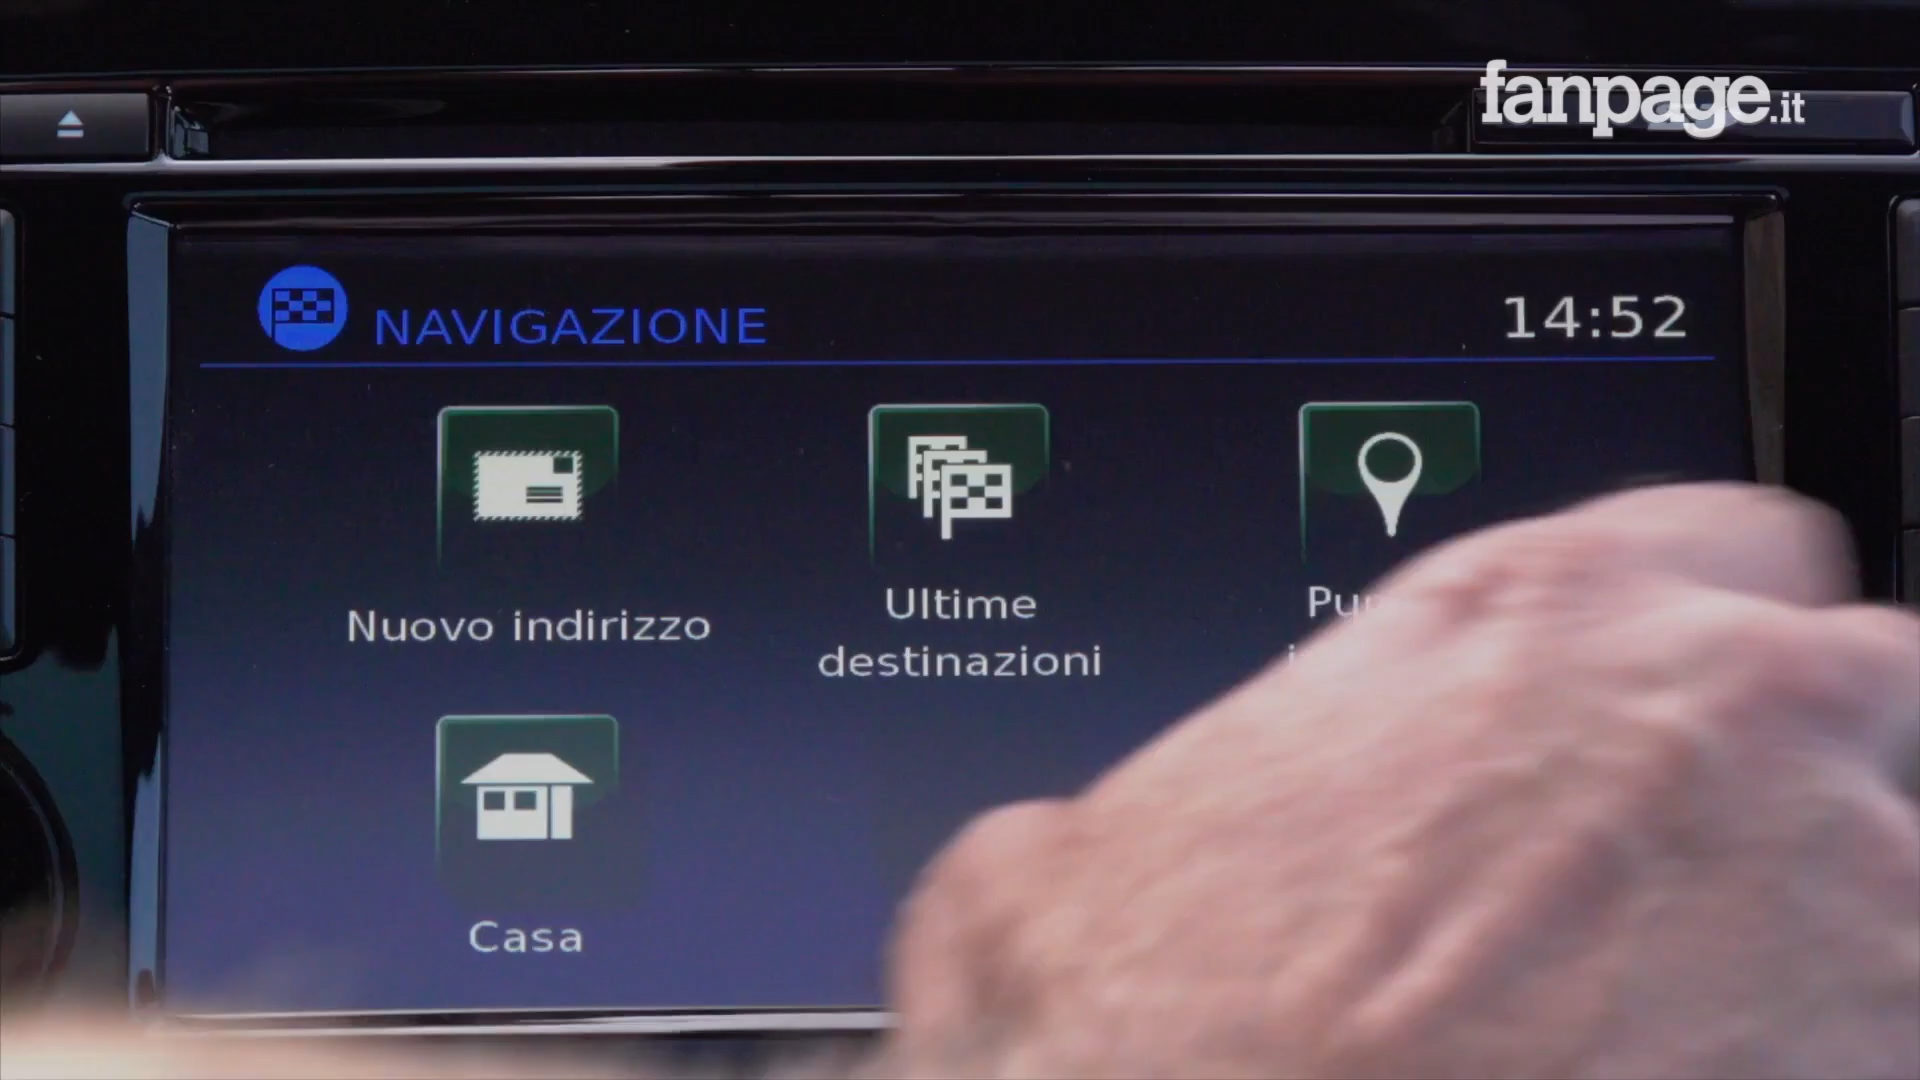 fanpage.it
NAVIGAZIONE
14:52
Nuovo indirizzo
Ultime
destinazioni
Casa